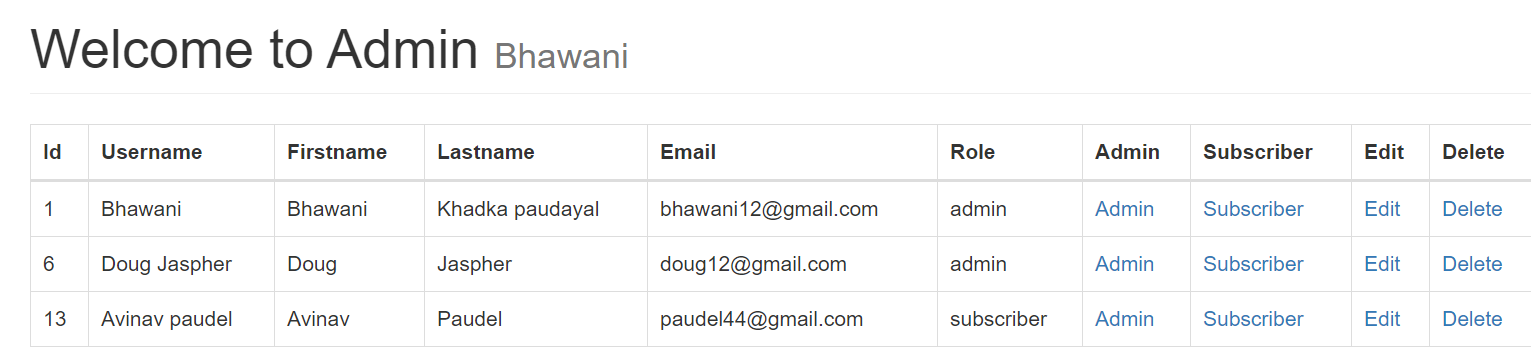 Welcome to Admin Bhawani
Id Username Firstname Lastname Email Role Admin Subscriber Edit Delete
1 Bhawani Bhawani Khadka paudayal bhawani12@gmail.com admin Admin Subscriber Edit Delete
6 Doug Jaspher Doug Jaspher doug12@gmail.com admin Admin Subscriber Edit Delete
13 Avinav paudel Avinav Paudel paudel44@gmail.com subscriber Admin Subscriber Edit Delete